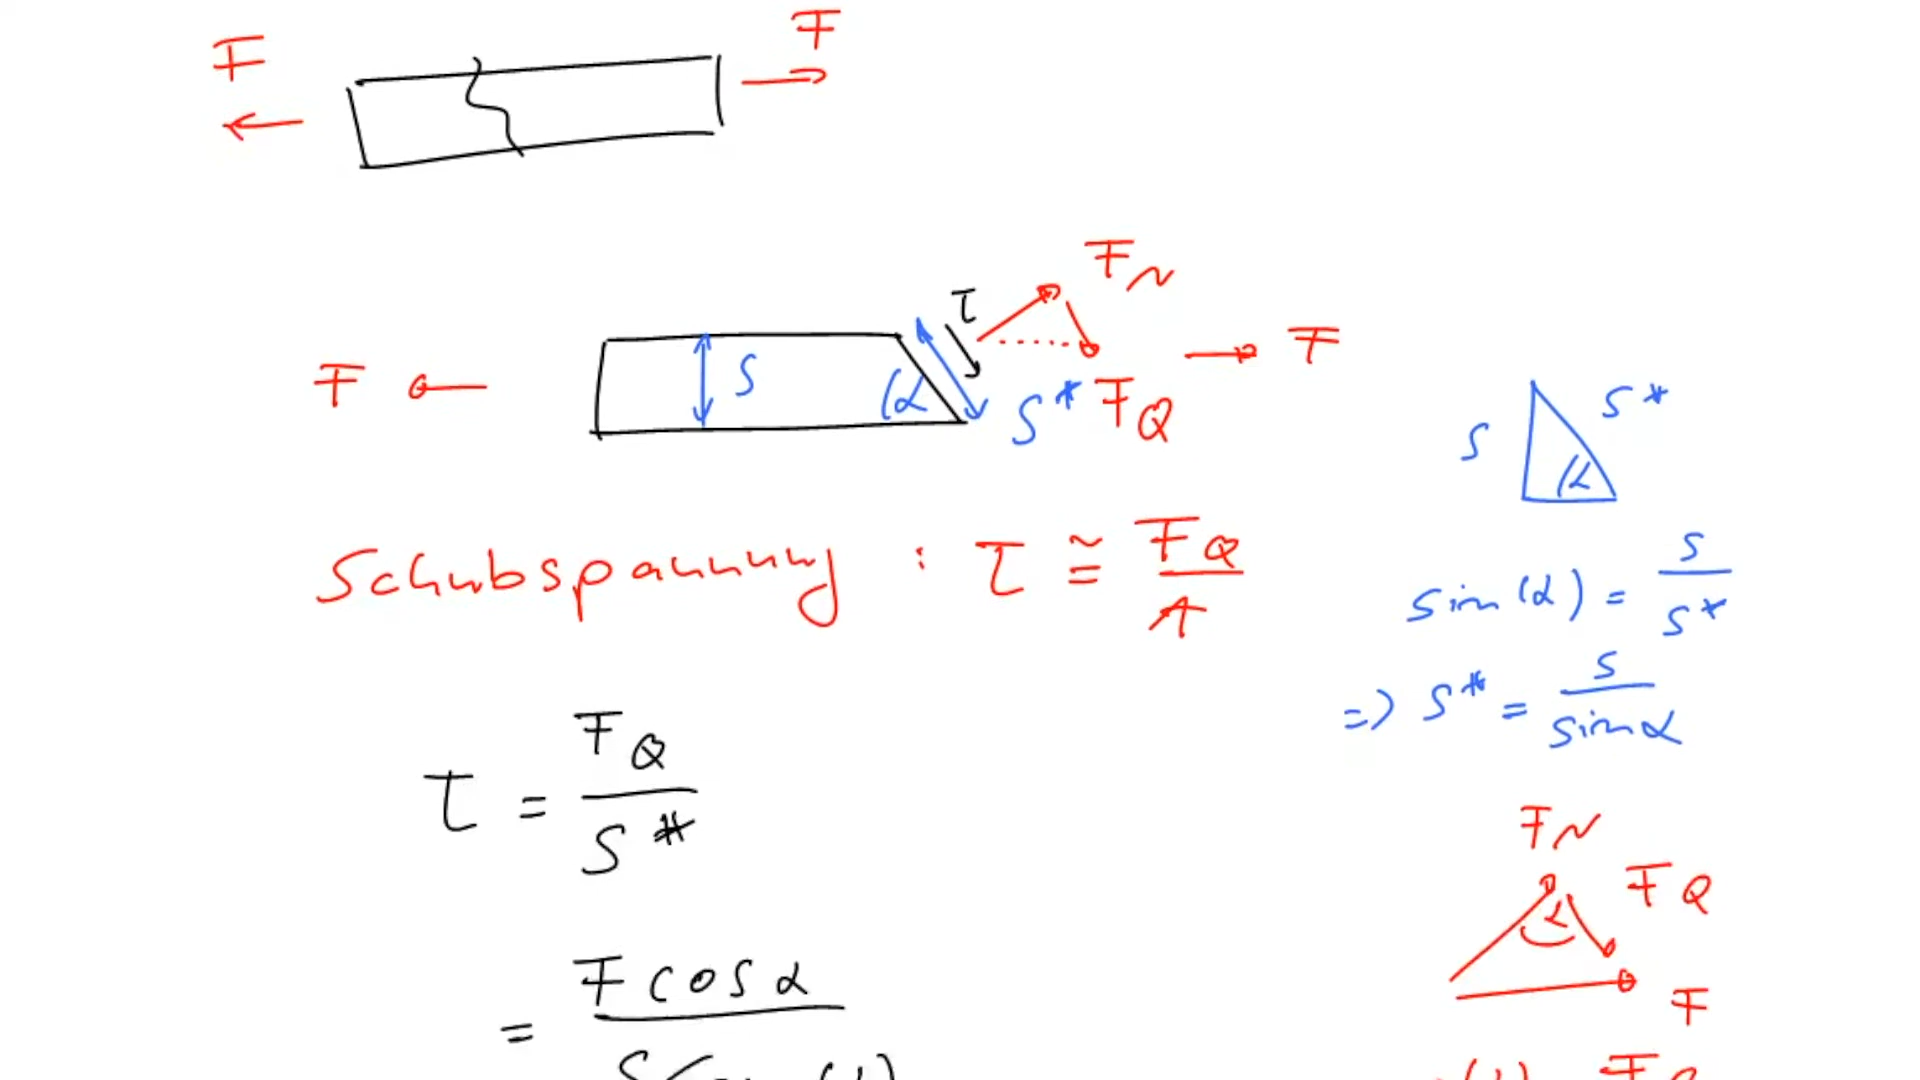 F
F
F_N
τ
F
F
S
α
S*
F_Q
S*
S
α
Schubspannung : τ ≅ F_Q / A
sin(α) = S / S*
=> S* = S / sin α
τ = F_Q / S*
F_N
F_Q
α
F
= F cos α